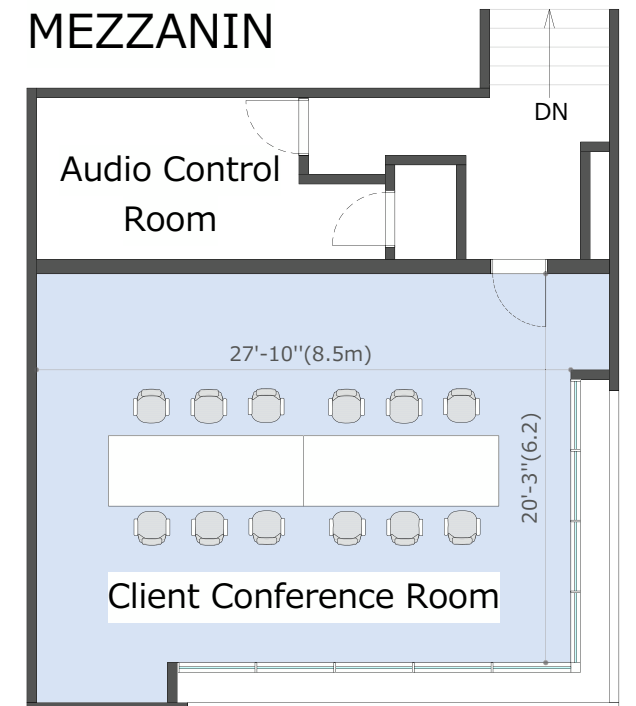 MEZZANIN
DN
Audio Control
Room
27'-10''(8.5m)
20'-3''(6.2)
Client Conference Room